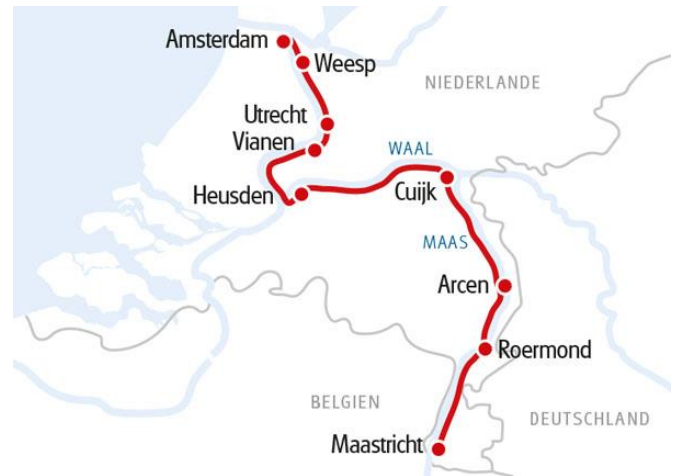 Amsterdam
Weesp
NIEDERLANDE
Utrecht
Vianen
WAAL
Heusden
Cuijk
MAAS
Arcen
Roermond
BELGIEN
DEUTSCHLAND
Maastricht